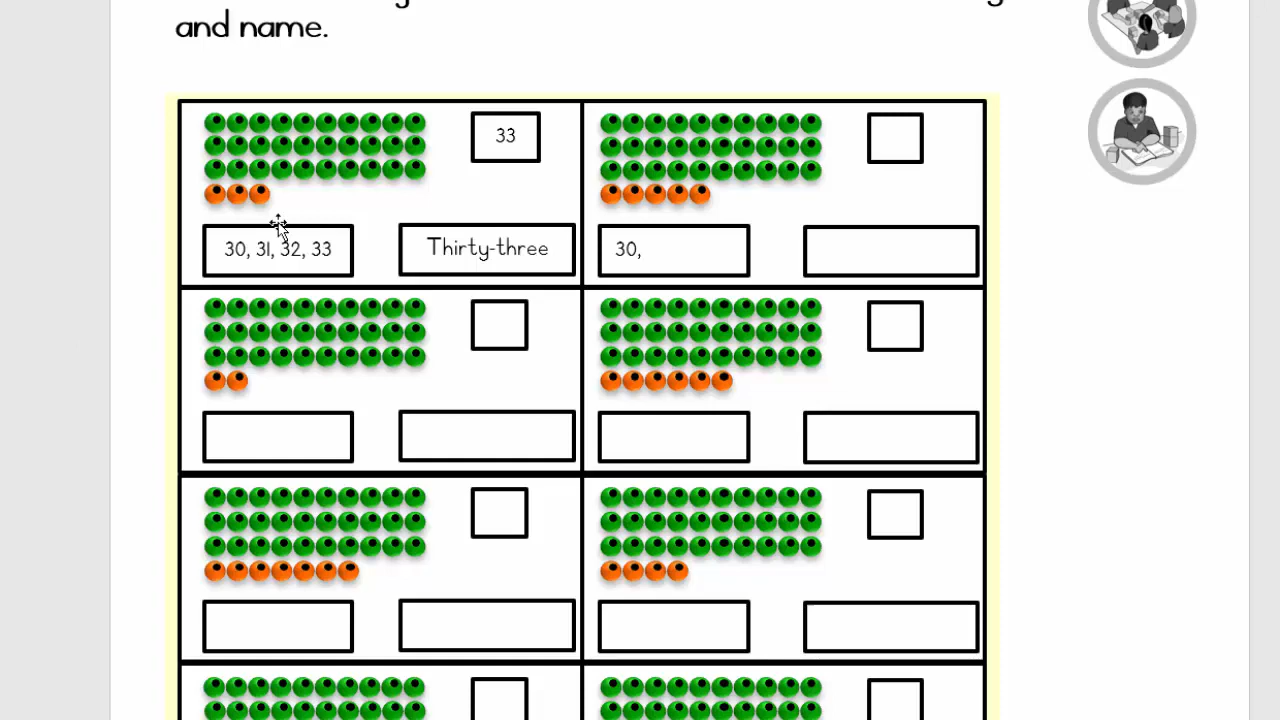 and name.
33
30, 31, 32, 33
Thirty-three
30,